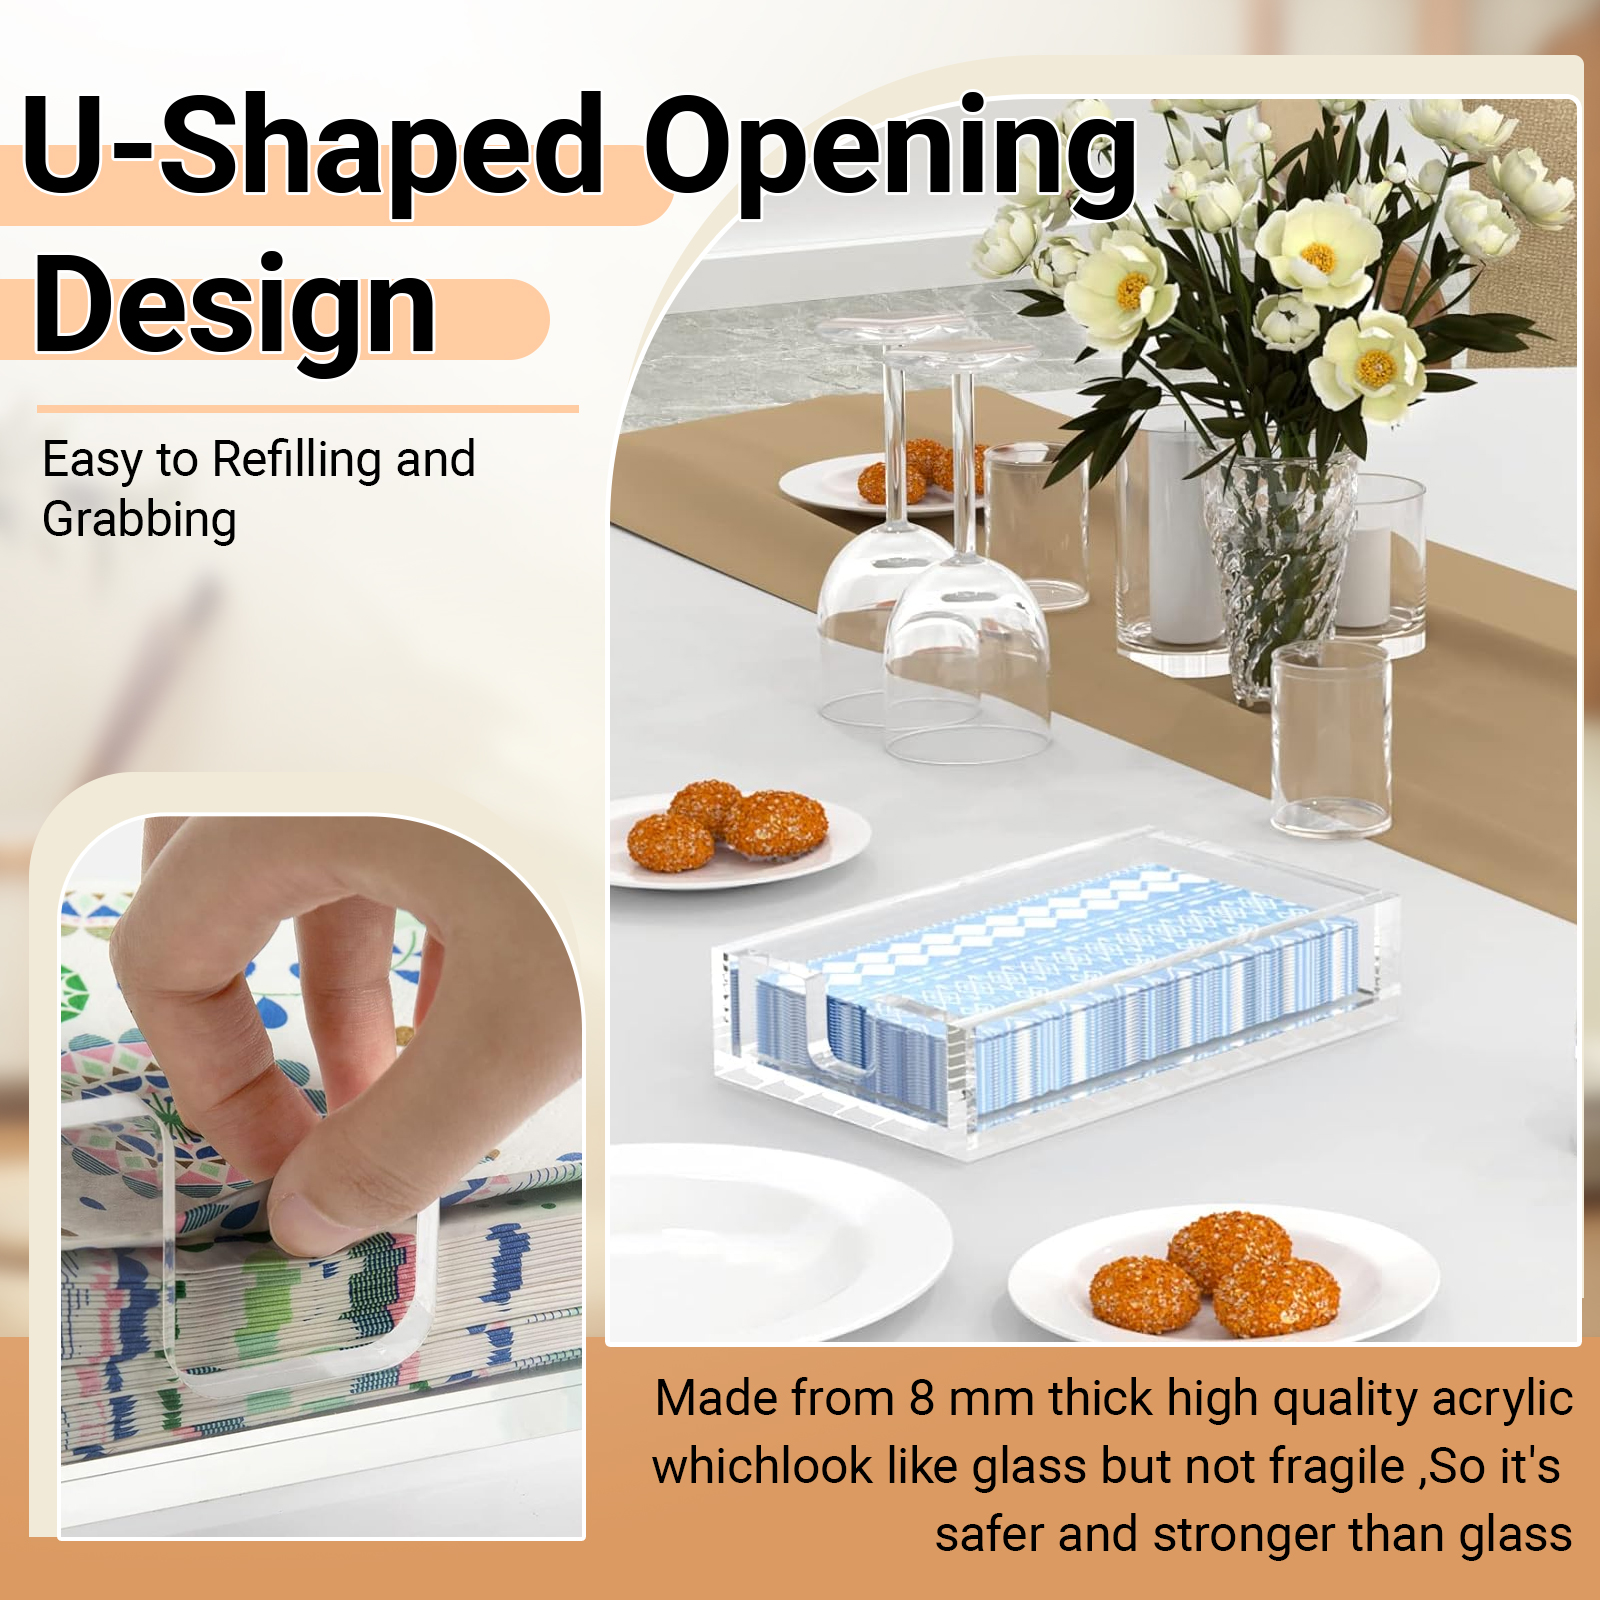 U-Shaped Opening
Design
Easy to Refilling and
Grabbing
Made from 8 mm thick high quality acrylic
whichlook like glass but not fragile ,So it's
safer and stronger than glass